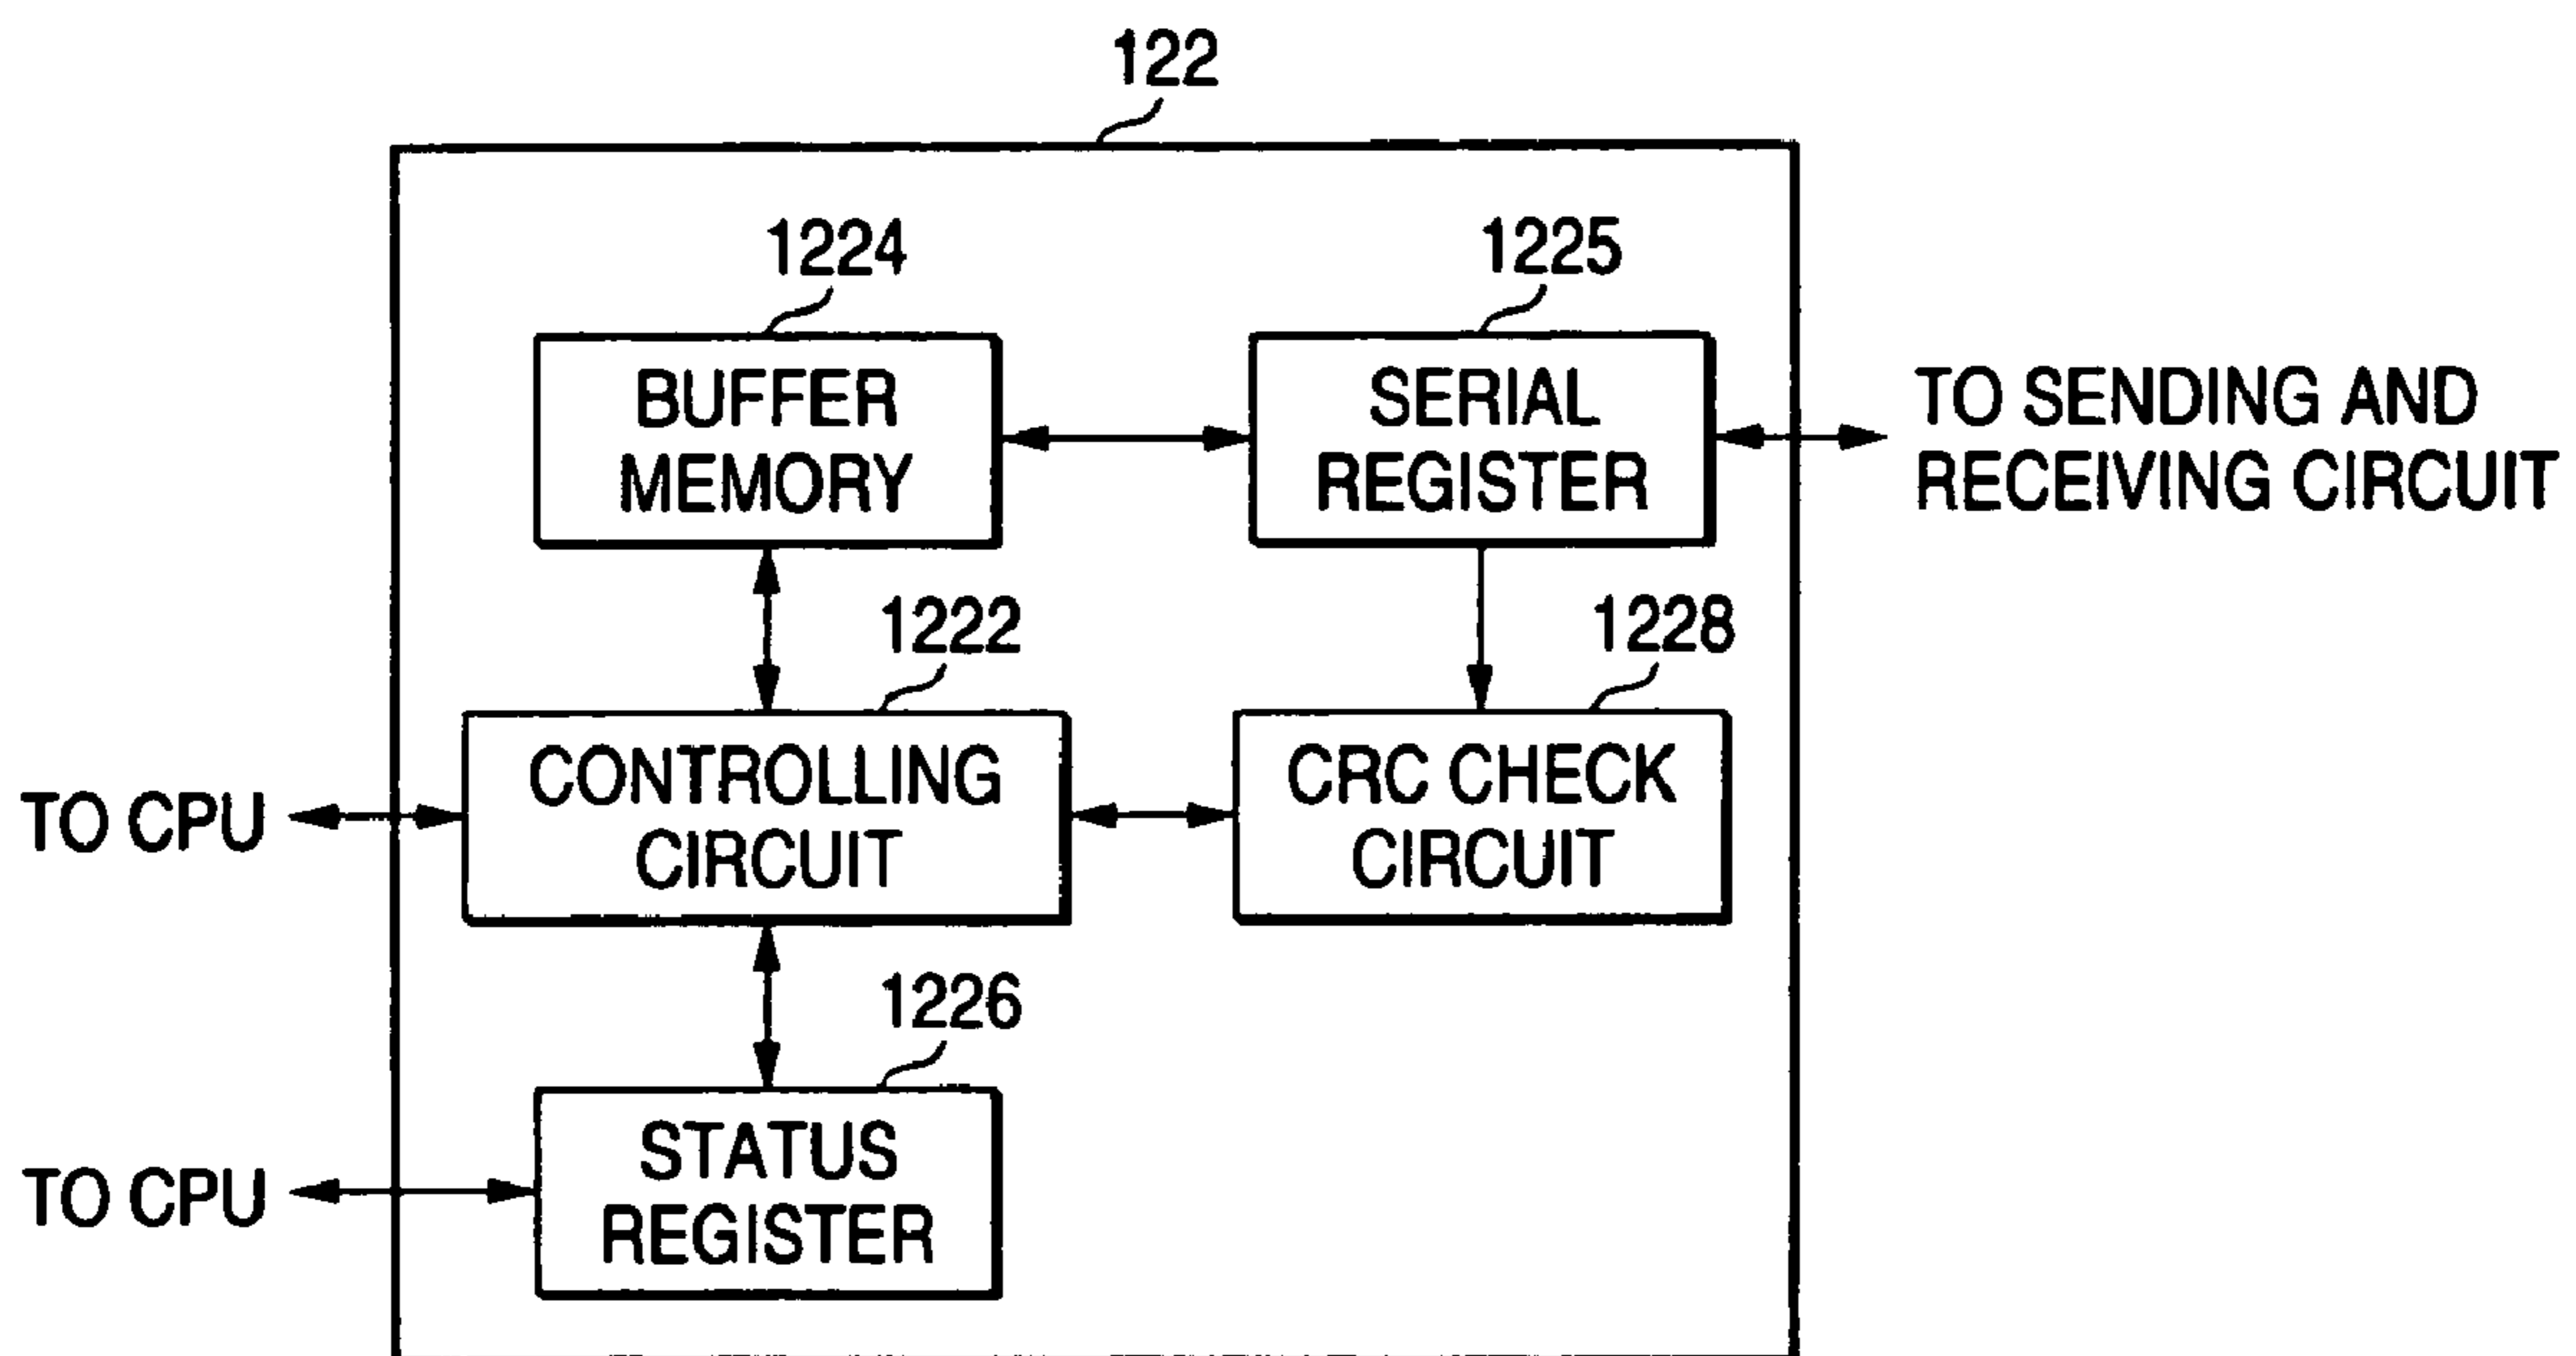 122
1224
1225
BUFFER
MEMORY
SERIAL
REGISTER
TO SENDING AND
RECEIVING CIRCUIT
1222
1228
TO CPU
CONTROLLING
CIRCUIT
CRC CHECK
CIRCUIT
1226
TO CPU
STATUS
REGISTER